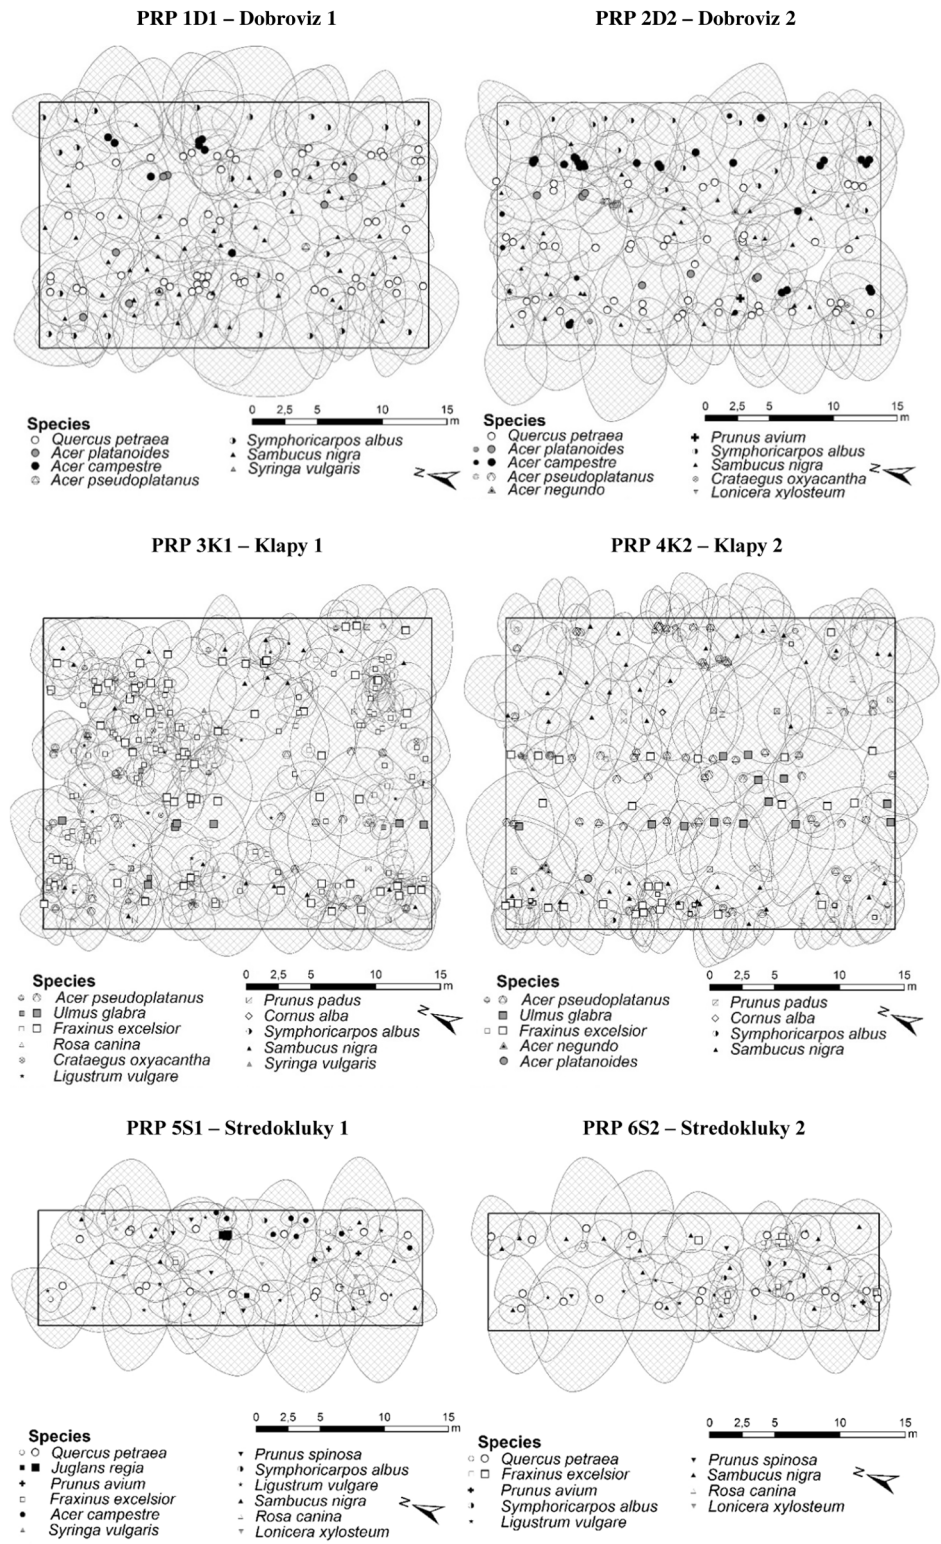 PRP 1D1 – Dobroviz 1
PRP 2D2 – Dobroviz 2
Species
Quercus petraea
Acer platanoides
Acer campestre
Acer pseudoplatanus
0 2,5 5 10 15
m
Symphoricarpos albus
Sambucus nigra
Syringa vulgaris
N
Species
Quercus petraea
Acer platanoides
Acer campestre
Acer pseudoplatanus
Acer negundo
0 2,5 5 10 15
m
Prunus avium
Symphoricarpos albus
Sambucus nigra
Crataegus oxyacantha
Lonicera xylosteum
N
PRP 3K1 – Klapy 1
PRP 4K2 – Klapy 2
Species
Acer pseudoplatanus
Ulmus glabra
Fraxinus excelsior
Rosa canina
Crataegus oxyacantha
Ligustrum vulgare
0 2,5 5 10 15
m
Prunus padus
Cornus alba
Symphoricarpos albus
Sambucus nigra
Syringa vulgaris
N
Species
Acer pseudoplatanus
Ulmus glabra
Fraxinus excelsior
Acer negundo
Acer platanoides
0 2,5 5 10 15
m
Prunus padus
Cornus alba
Symphoricarpos albus
Sambucus nigra
N
PRP 5S1 – Stredokluky 1
PRP 6S2 – Stredokluky 2
Species
Quercus petraea
Juglans regia
Prunus avium
Fraxinus excelsior
Acer campestre
Syringa vulgaris
0 2,5 5 10 15
m
Prunus spinosa
Symphoricarpos albus
Ligustrum vulgare
Sambucus nigra
Rosa canina
Lonicera xylosteum
N
Species
Quercus petraea
Fraxinus excelsior
Prunus avium
Symphoricarpos albus
Ligustrum vulgare
0 2,5 5 10 15
m
Prunus spinosa
Sambucus nigra
Rosa canina
Lonicera xylosteum
N